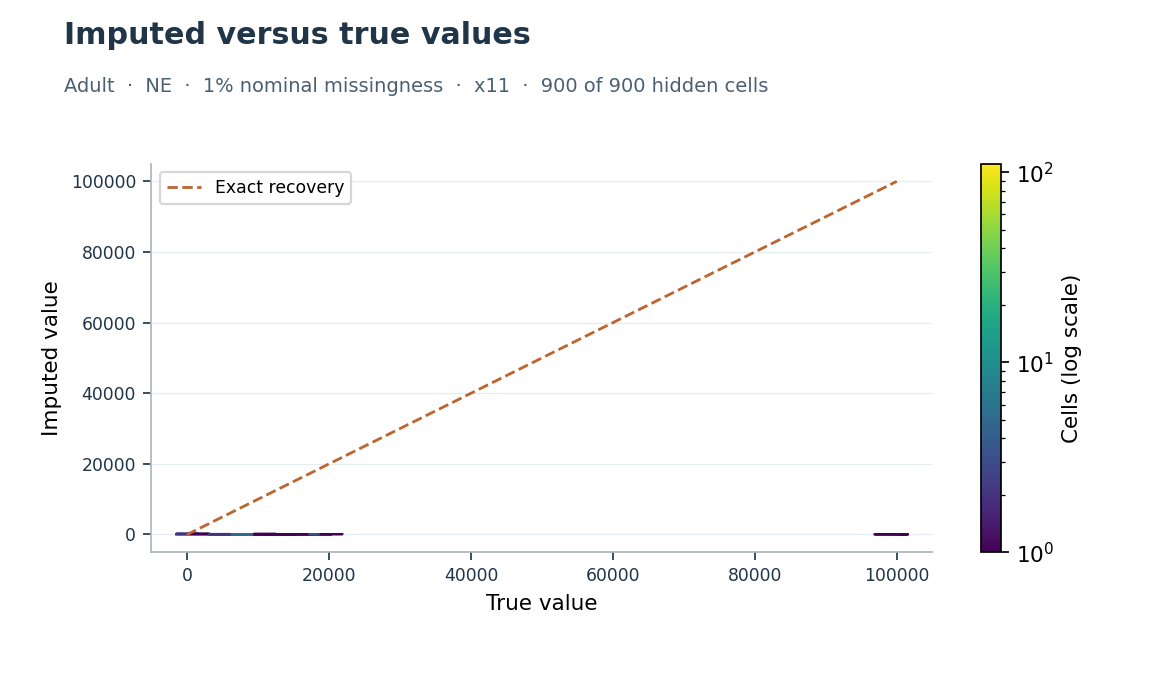 Imputed versus true values
Adult · NE · 1% nominal missingness · x11 · 900 of 900 hidden cells
Exact recovery
100000
80000
60000
40000
20000
0
Imputed value
0 20000 40000 60000 80000 100000
True value
10²
10¹
10⁰
Cells (log scale)